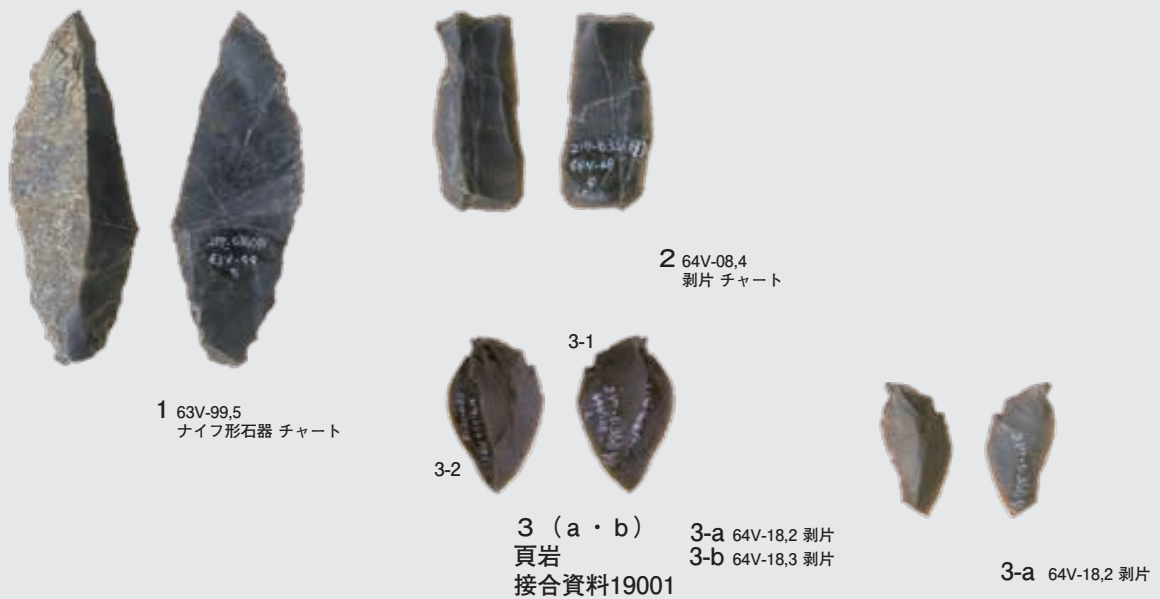 1 63V-99,5
ナイフ形石器 チャート
2 64V-08,4
剥片 チャート
3-1
3-2
3 (a・b)
頁岩
接合資料19001
3-a 64V-18,2 剥片
3-b 64V-18,3 剥片
3-a 64V-18,2 剥片